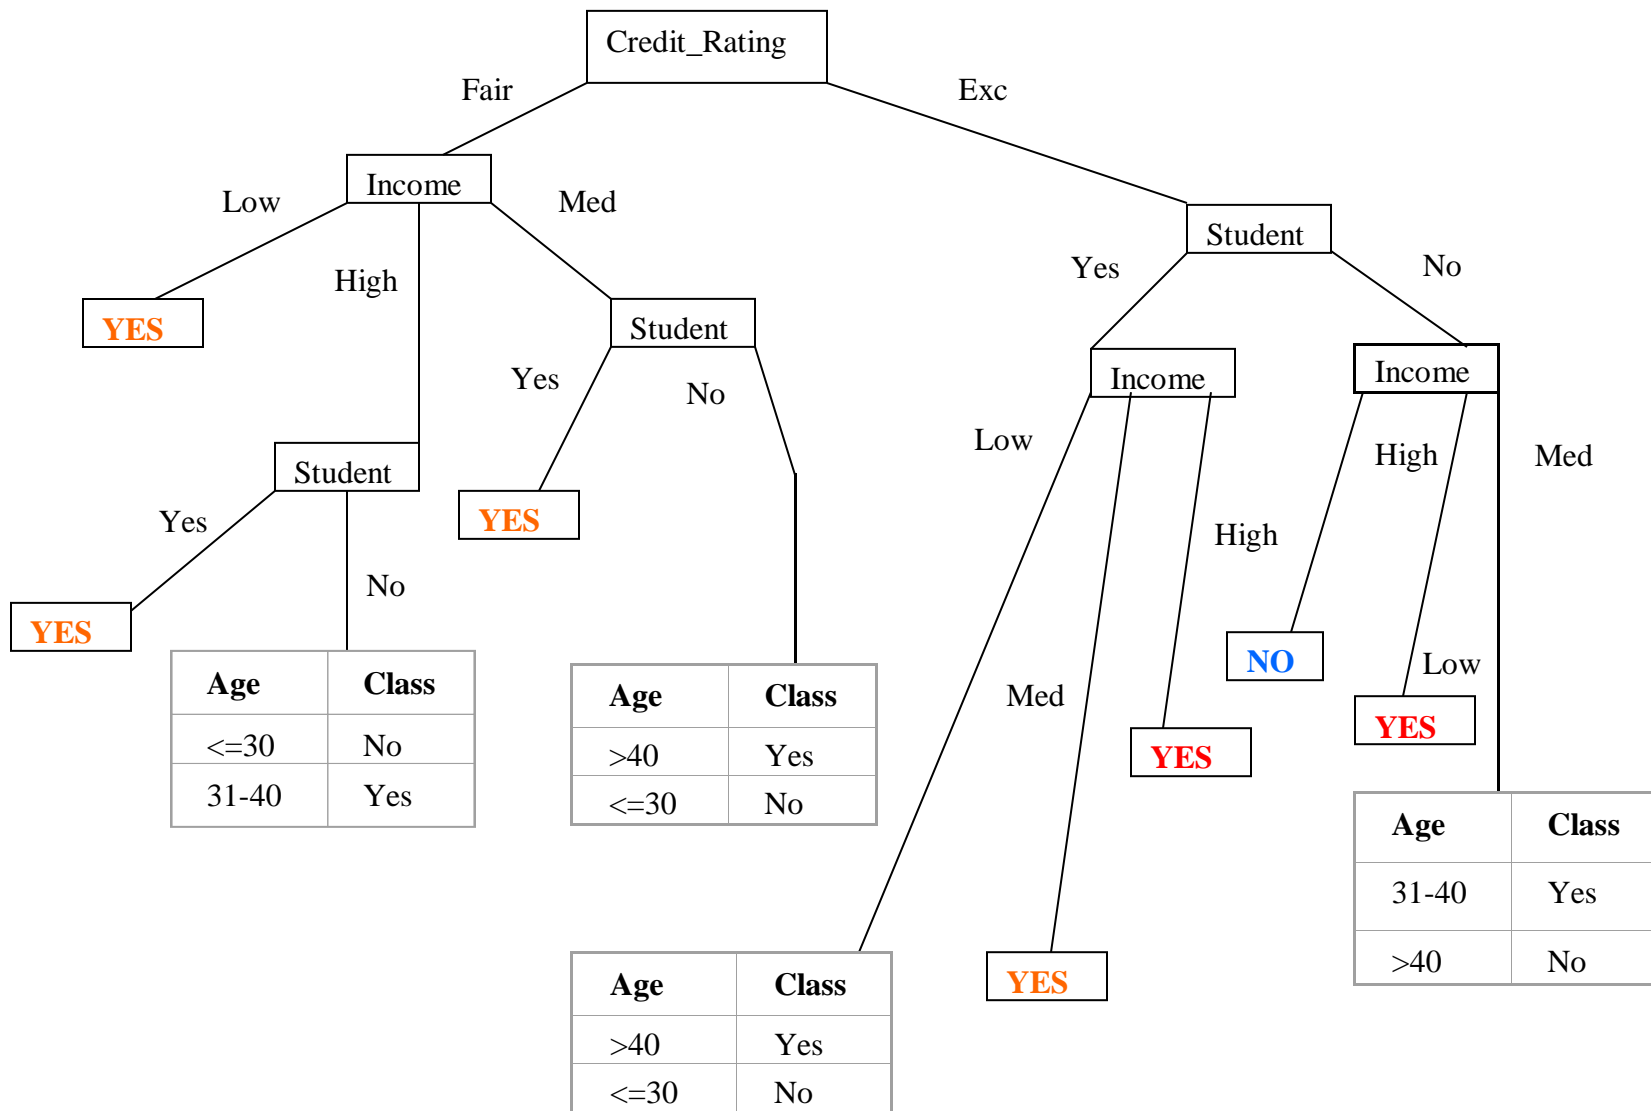 Credit_Rating
Fair
Exc
Income
Low
Med
Student
Yes
No
High
YES
Student
Income
Income
Yes
No
Low
High
Med
Student
YES
Yes
High
No
YES
NO
Low
Age Class
<=30 No
31-40 Yes
Age Class
>40 Yes
<=30 No
Med
YES
YES
Age Class
31-40 Yes
>40 No
YES
Age Class
>40 Yes
<=30 No